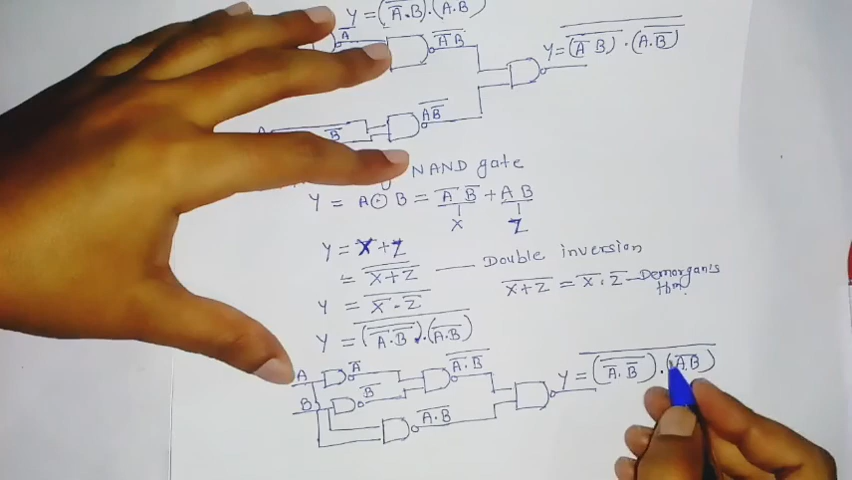 Y = (A̅.B̅).(A.B)
A̅
A̅ B
Y = (A̅ B) . (A.B̅)
AB̅
B̅
NAND gate
Y = A ⊙ B = A̅ B̅ + A B
X Z
Y = X + Z
= X+Z —— Double inversion
X+Z = X̅ . Z̅ - Demorgan's
thm.
Y = X̅ . Z̅
Y = (A̅ . B̅) . (A.B)
A A̅ A̅ . B̅
B B̅
Y = (A̅ . B̅) . (A.B)
A . B